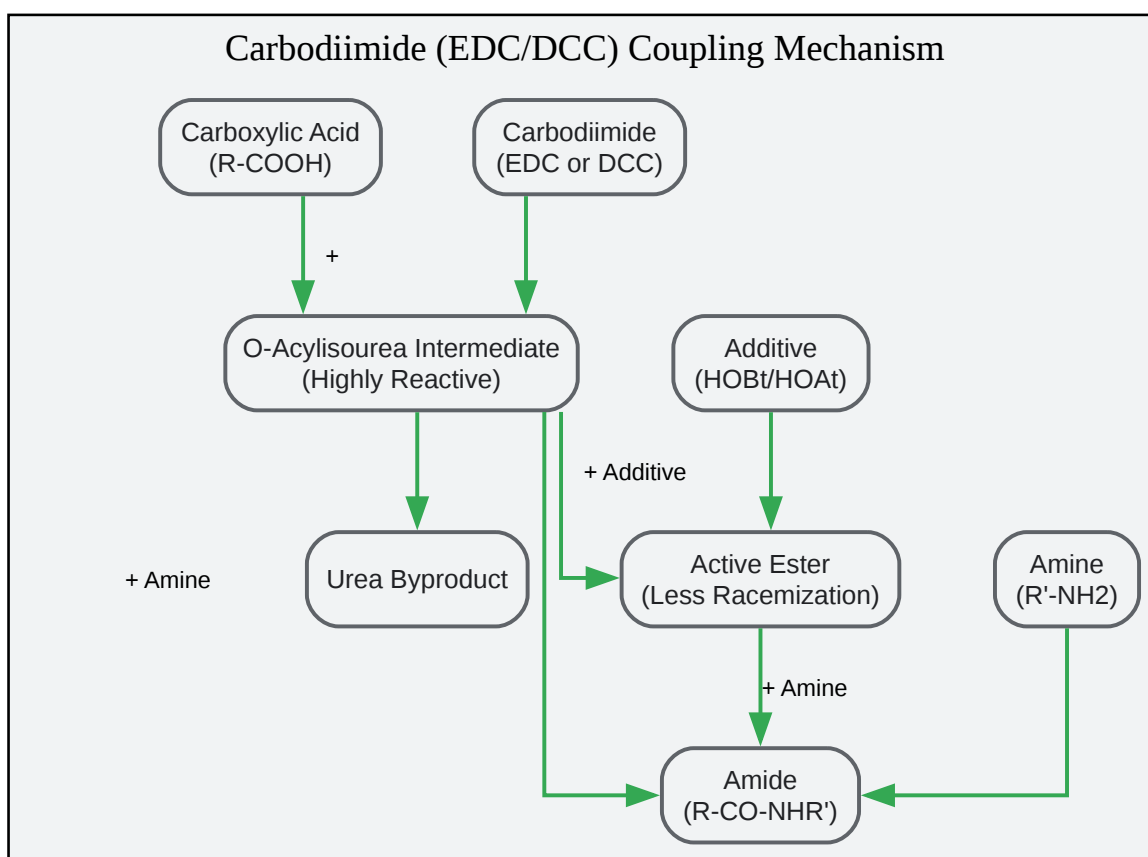 Carbodiimide (EDC/DCC) Coupling Mechanism
Carboxylic Acid
(R-COOH)
Carbodiimide
(EDC or DCC)
+
O-Acylisourea Intermediate
(Highly Reactive)
Additive
(HOBt/HOAt)
+ Additive
+ Amine
Urea Byproduct
Active Ester
(Less Racemization)
Amine
(R'-NH2)
+ Amine
Amide
(R-CO-NHR')